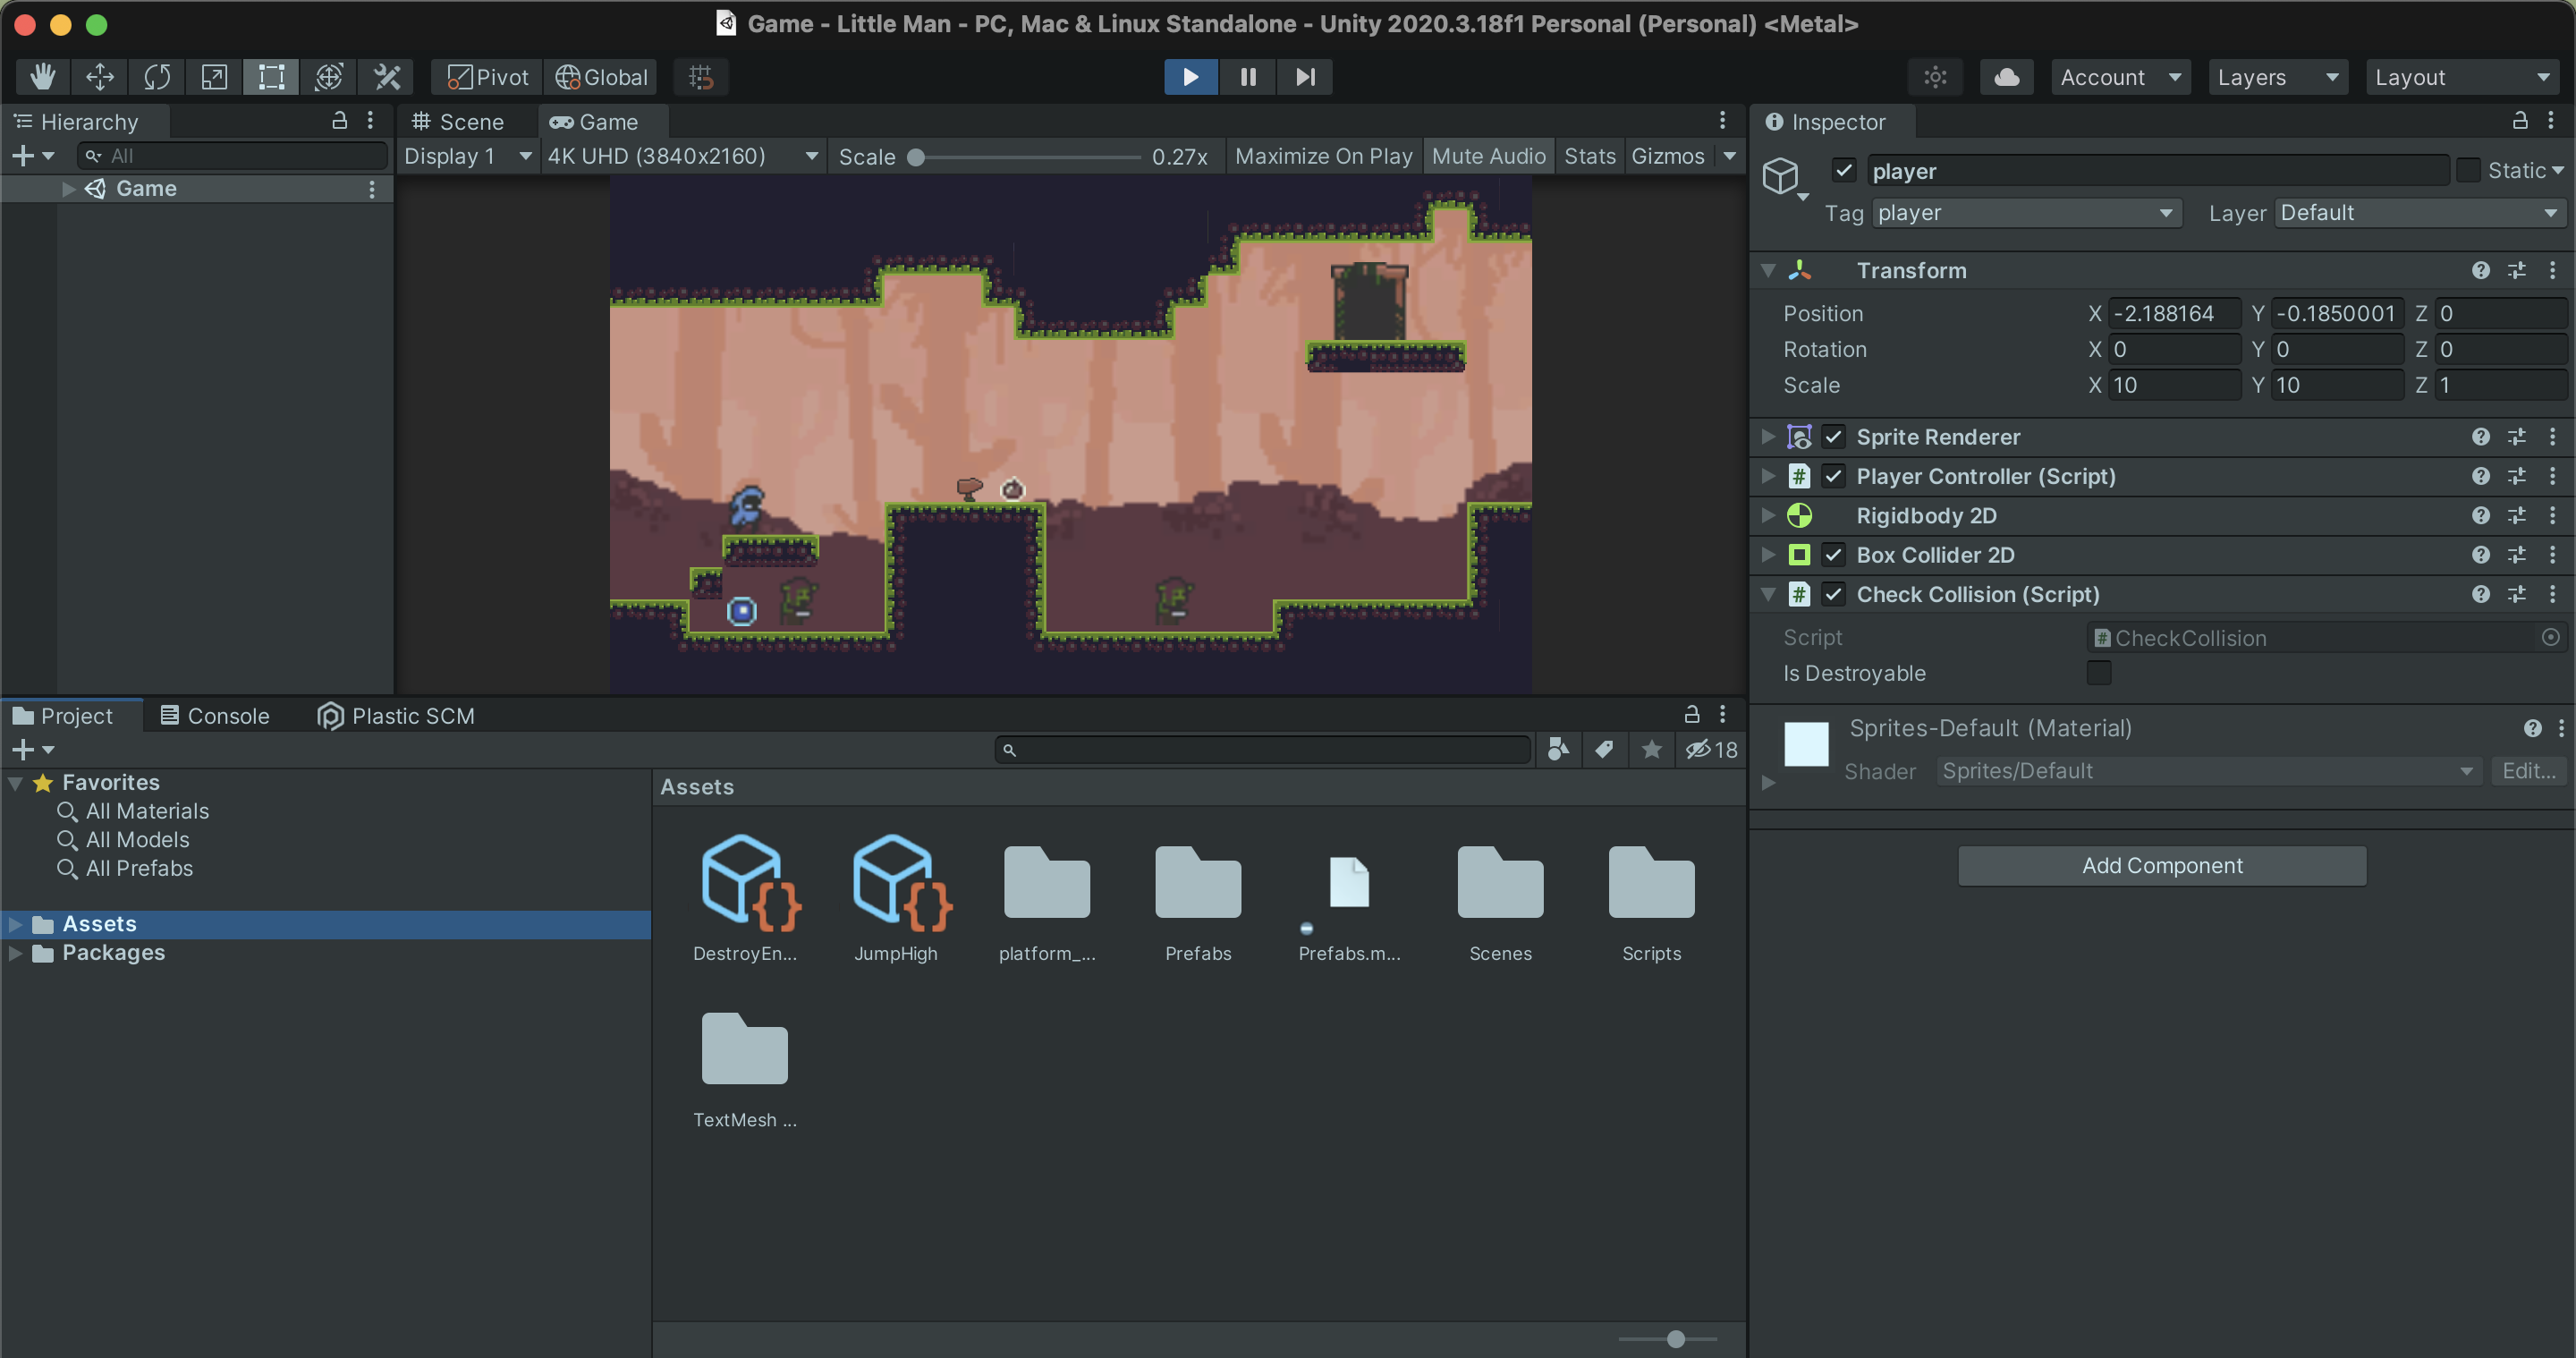 Game - Little Man - PC, Mac & Linux Standalone - Unity 2020.3.18f1 Personal (Personal) <Metal>
Pivot Global Account Layers Layout
Hierarchy
All
Game
Scene Game
Display 1 4K UHD (3840x2160) Scale 0.27x Maximize On Play Mute Audio Stats Gizmos
Inspector
player Static
Tag player Layer Default
Transform
Position X -2.188164 Y -0.1850001 Z 0
Rotation X 0 Y 0 Z 0
Scale X 10 Y 10 Z 1
Sprite Renderer
# Player Controller (Script)
Rigidbody 2D
Box Collider 2D
# Check Collision (Script)
Script # CheckCollision
Is Destroyable
Sprites-Default (Material)
Shader Sprites/Default Edit...
Add Component
Project Console Plastic SCM
18
Favorites
All Materials
All Models
All Prefabs
Assets
Packages
Assets
DestroyEn... JumpHigh platform_... Prefabs Prefabs.m... Scenes Scripts
TextMesh ...